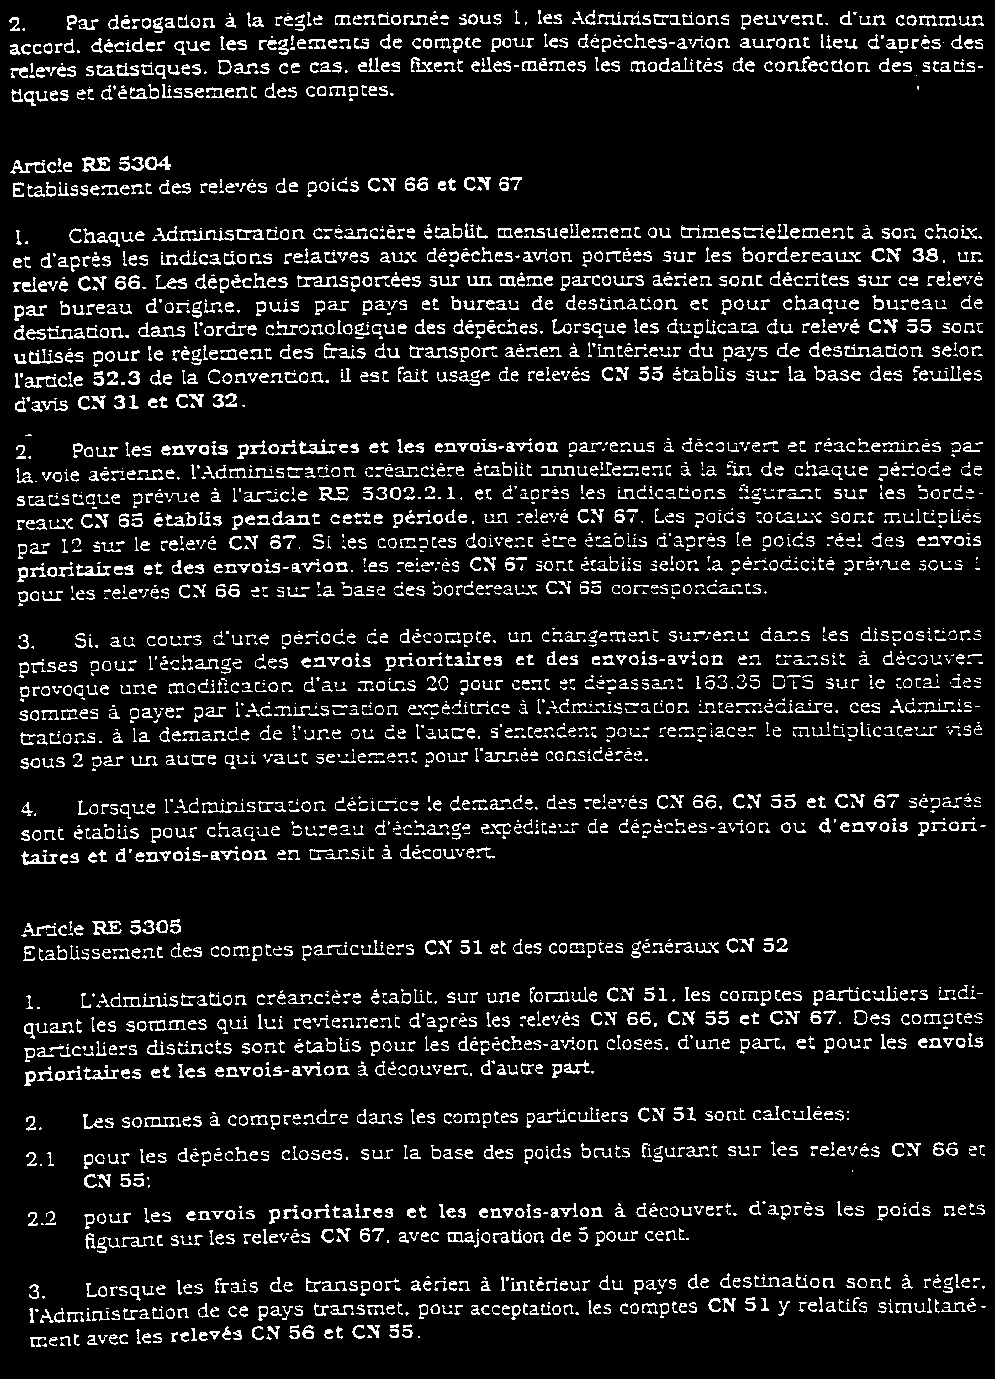 2. Par dérogation à la règle mentionnée sous 1, les Administrations peuvent, d'un commun
accord, décider que les règlements de compte pour les dépêches-avion auront lieu d'après des
relevés statistiques. Dans ce cas, elles fixent elles-mêmes les modalités de confection des statis-
tiques et d'établissement des comptes.
Article RE 5304
Etablissement des relevés de poids CN 66 et CN 67
1. Chaque Administration créancière établit, mensuellement ou trimestriellement à son choix,
et d'après les indications relatives aux dépêches-avion portées sur les bordereaux CN 38, un
relevé CN 66. Les dépêches transportées sur un même parcours aérien sont décrites sur ce relevé
par bureau d'origine, puis par pays et bureau de destination et pour chaque bureau de
destination, dans l'ordre chronologique des dépêches. Lorsque les duplicata du relevé CN 55 sont
utilisés pour le règlement des frais du transport aérien à l'intérieur du pays de destination selon
l'article 52.3 de la Convention, il est fait usage de relevés CN 55 établis sur la base des feuilles
d'avis CN 31 et CN 32.
2. Pour les envois prioritaires et les envois-avion parvenus à découvert et réacheminés par
la voie aérienne, l'Administration créancière établit annuellement à la fin de chaque période de
statistique prévue à l'article RE 5302.2.1, et d'après les indications figurant sur les borde-
reaux CN 65 établis pendant cette période, un relevé CN 67. Les poids totaux sont multipliés
par 12 sur le relevé CN 67. Si les comptes doivent être établis d'après le poids réel des envois
prioritaires et des envois-avion, les relevés CN 67 sont établis selon la périodicité prévue sous 1
pour les relevés CN 66 et sur la base des bordereaux CN 65 correspondants.
3. Si, au cours d'une période de décompte, un changement survenu dans les dispositions
prises pour l'échange des envois prioritaires et des envois-avion en transit à découvert
provoque une modification d'au moins 20 pour cent et dépassant 163,35 DTS sur le total des
sommes à payer par l'Administration expéditrice à l'Administration intermédiaire, ces Adminis-
trations, à la demande de l'une ou de l'autre, s'entendent pour remplacer le multiplicateur visé
sous 2 par un autre qui vaut seulement pour l'année considérée.
4. Lorsque l'Administration débitrice le demande, des relevés CN 66, CN 55 et CN 67 séparés
sont établis pour chaque bureau d'échange expéditeur de dépêches-avion ou d'envois priori-
taires et d'envois-avion en transit à découvert.
Article RE 5305
Etablissement des comptes particuliers CN 51 et des comptes généraux CN 52
1. L'Administration créancière établit, sur une formule CN 51, les comptes particuliers indi-
quant les sommes qui lui reviennent d'après les relevés CN 66, CN 55 et CN 67. Des comptes
particuliers distincts sont établis pour les dépêches-avion closes, d'une part, et pour les envois
prioritaires et les envois-avion à découvert, d'autre part.
2. Les sommes à comprendre dans les comptes particuliers CN 51 sont calculées:
2.1 pour les dépêches closes, sur la base des poids bruts figurant sur les relevés CN 66 et
CN 55;
2.2 pour les envois prioritaires et les envois-avion à découvert, d'après les poids nets
figurant sur les relevés CN 67, avec majoration de 5 pour cent.
3. Lorsque les frais de transport aérien à l'intérieur du pays de destination sont à régler,
l'Administration de ce pays transmet, pour acceptation, les comptes CN 51 y relatifs simultané-
ment avec les relevés CN 56 et CN 55.